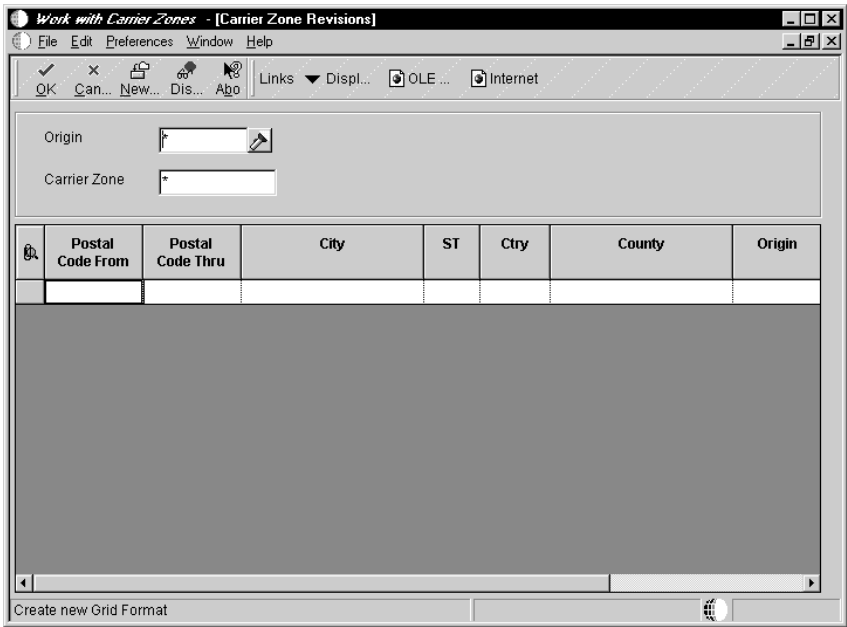 Work with Carrier Zones - [Carrier Zone Revisions]
File Edit Preferences Window Help
OK Can... New... Dis... Abo Links Displ... OLE ... Internet
Origin *
Carrier Zone *
Postal Code From Postal Code Thru City ST Ctry County Origin
Create new Grid Format